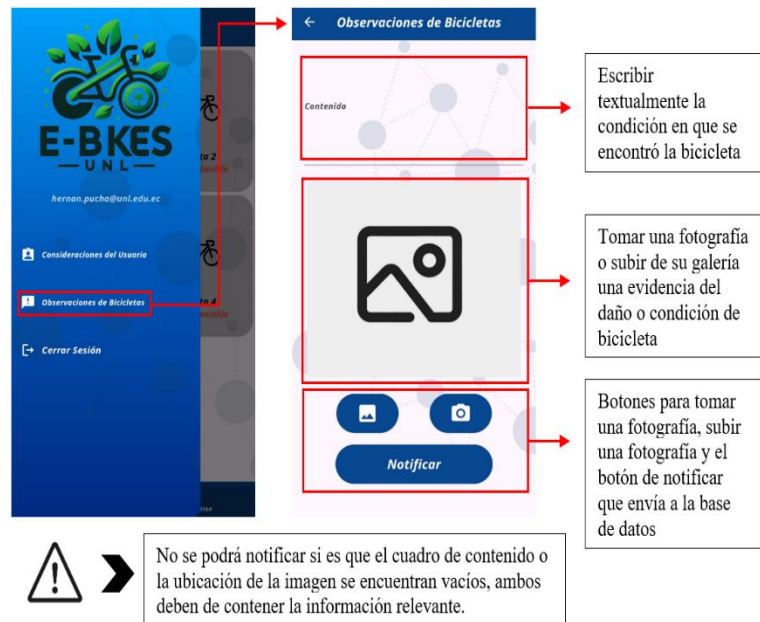 E-BKES
UNL
hernan.pucha@unl.edu.ec
Consideraciones del Usuario
Observaciones de Bicicletas
Cerrar Sesión
ta 2
ta 4
Observaciones de Bicicletas
Contenido
Notificar
Escribir
textualmente la
condición en que se
encontró la bicicleta
Tomar una fotografía
o subir de su galería
una evidencia del
daño o condición de
bicicleta
Botones para tomar
una fotografía, subir
una fotografía y el
botón de notificar
que envía a la base
de datos
No se podrá notificar si es que el cuadro de contenido o
la ubicación de la imagen se encuentran vacíos, ambos
deben de contener la información relevante.